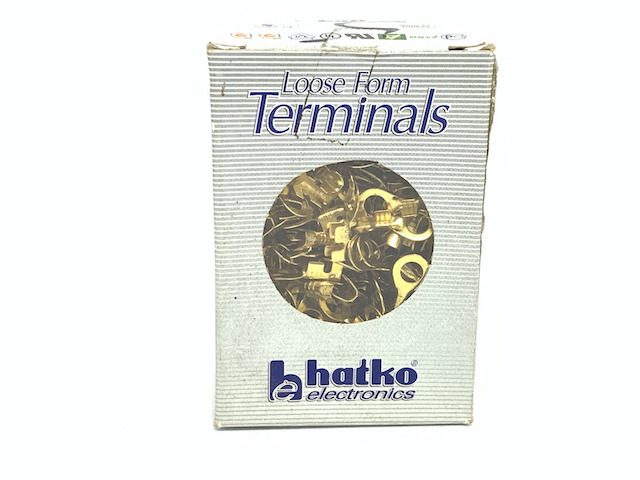 Loose Form
Terminals
hatko®
electronics